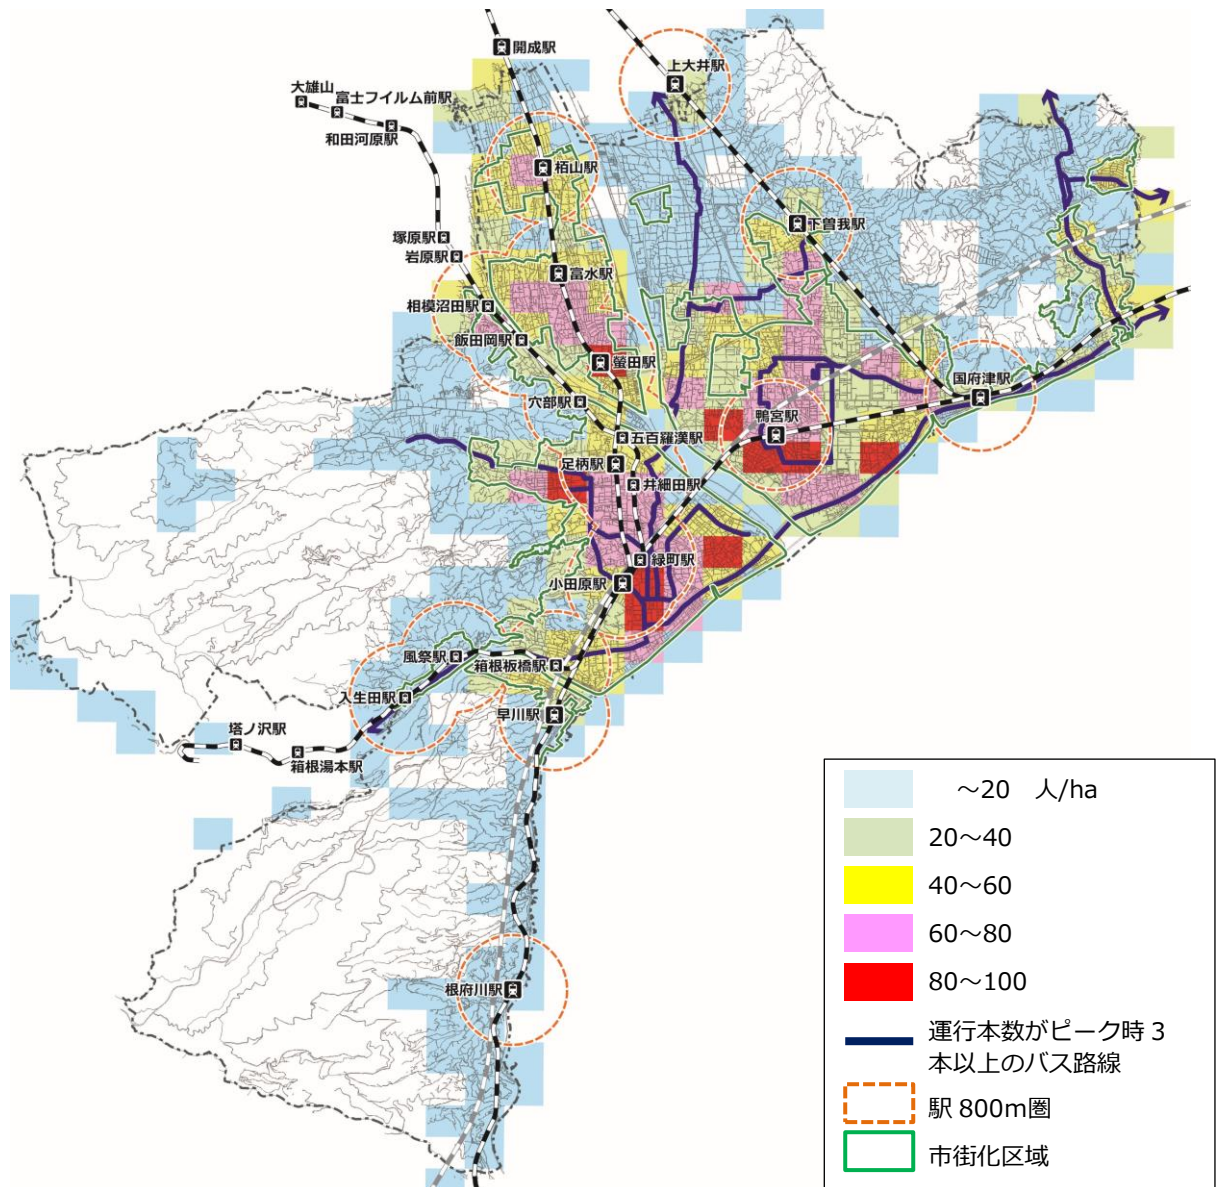 開成駅
上大井駅
大雄山
富士フイルム前駅
和田河原駅
栢山駅
下曽我駅
塚原駅
岩原駅
富水駅
相模沼田駅
飯田岡駅
螢田駅
国府津駅
穴部駅
鴨宮駅
五百羅漢駅
足柄駅
井細田駅
緑町駅
小田原駅
風祭駅
箱根板橋駅
入生田駅
早川駅
塔ノ沢駅
箱根湯本駅
根府川駅
～20　人/ha
20～40
40～60
60～80
80～100
運行本数がピーク時 3
本以上のバス路線
駅 800m圏
市街化区域